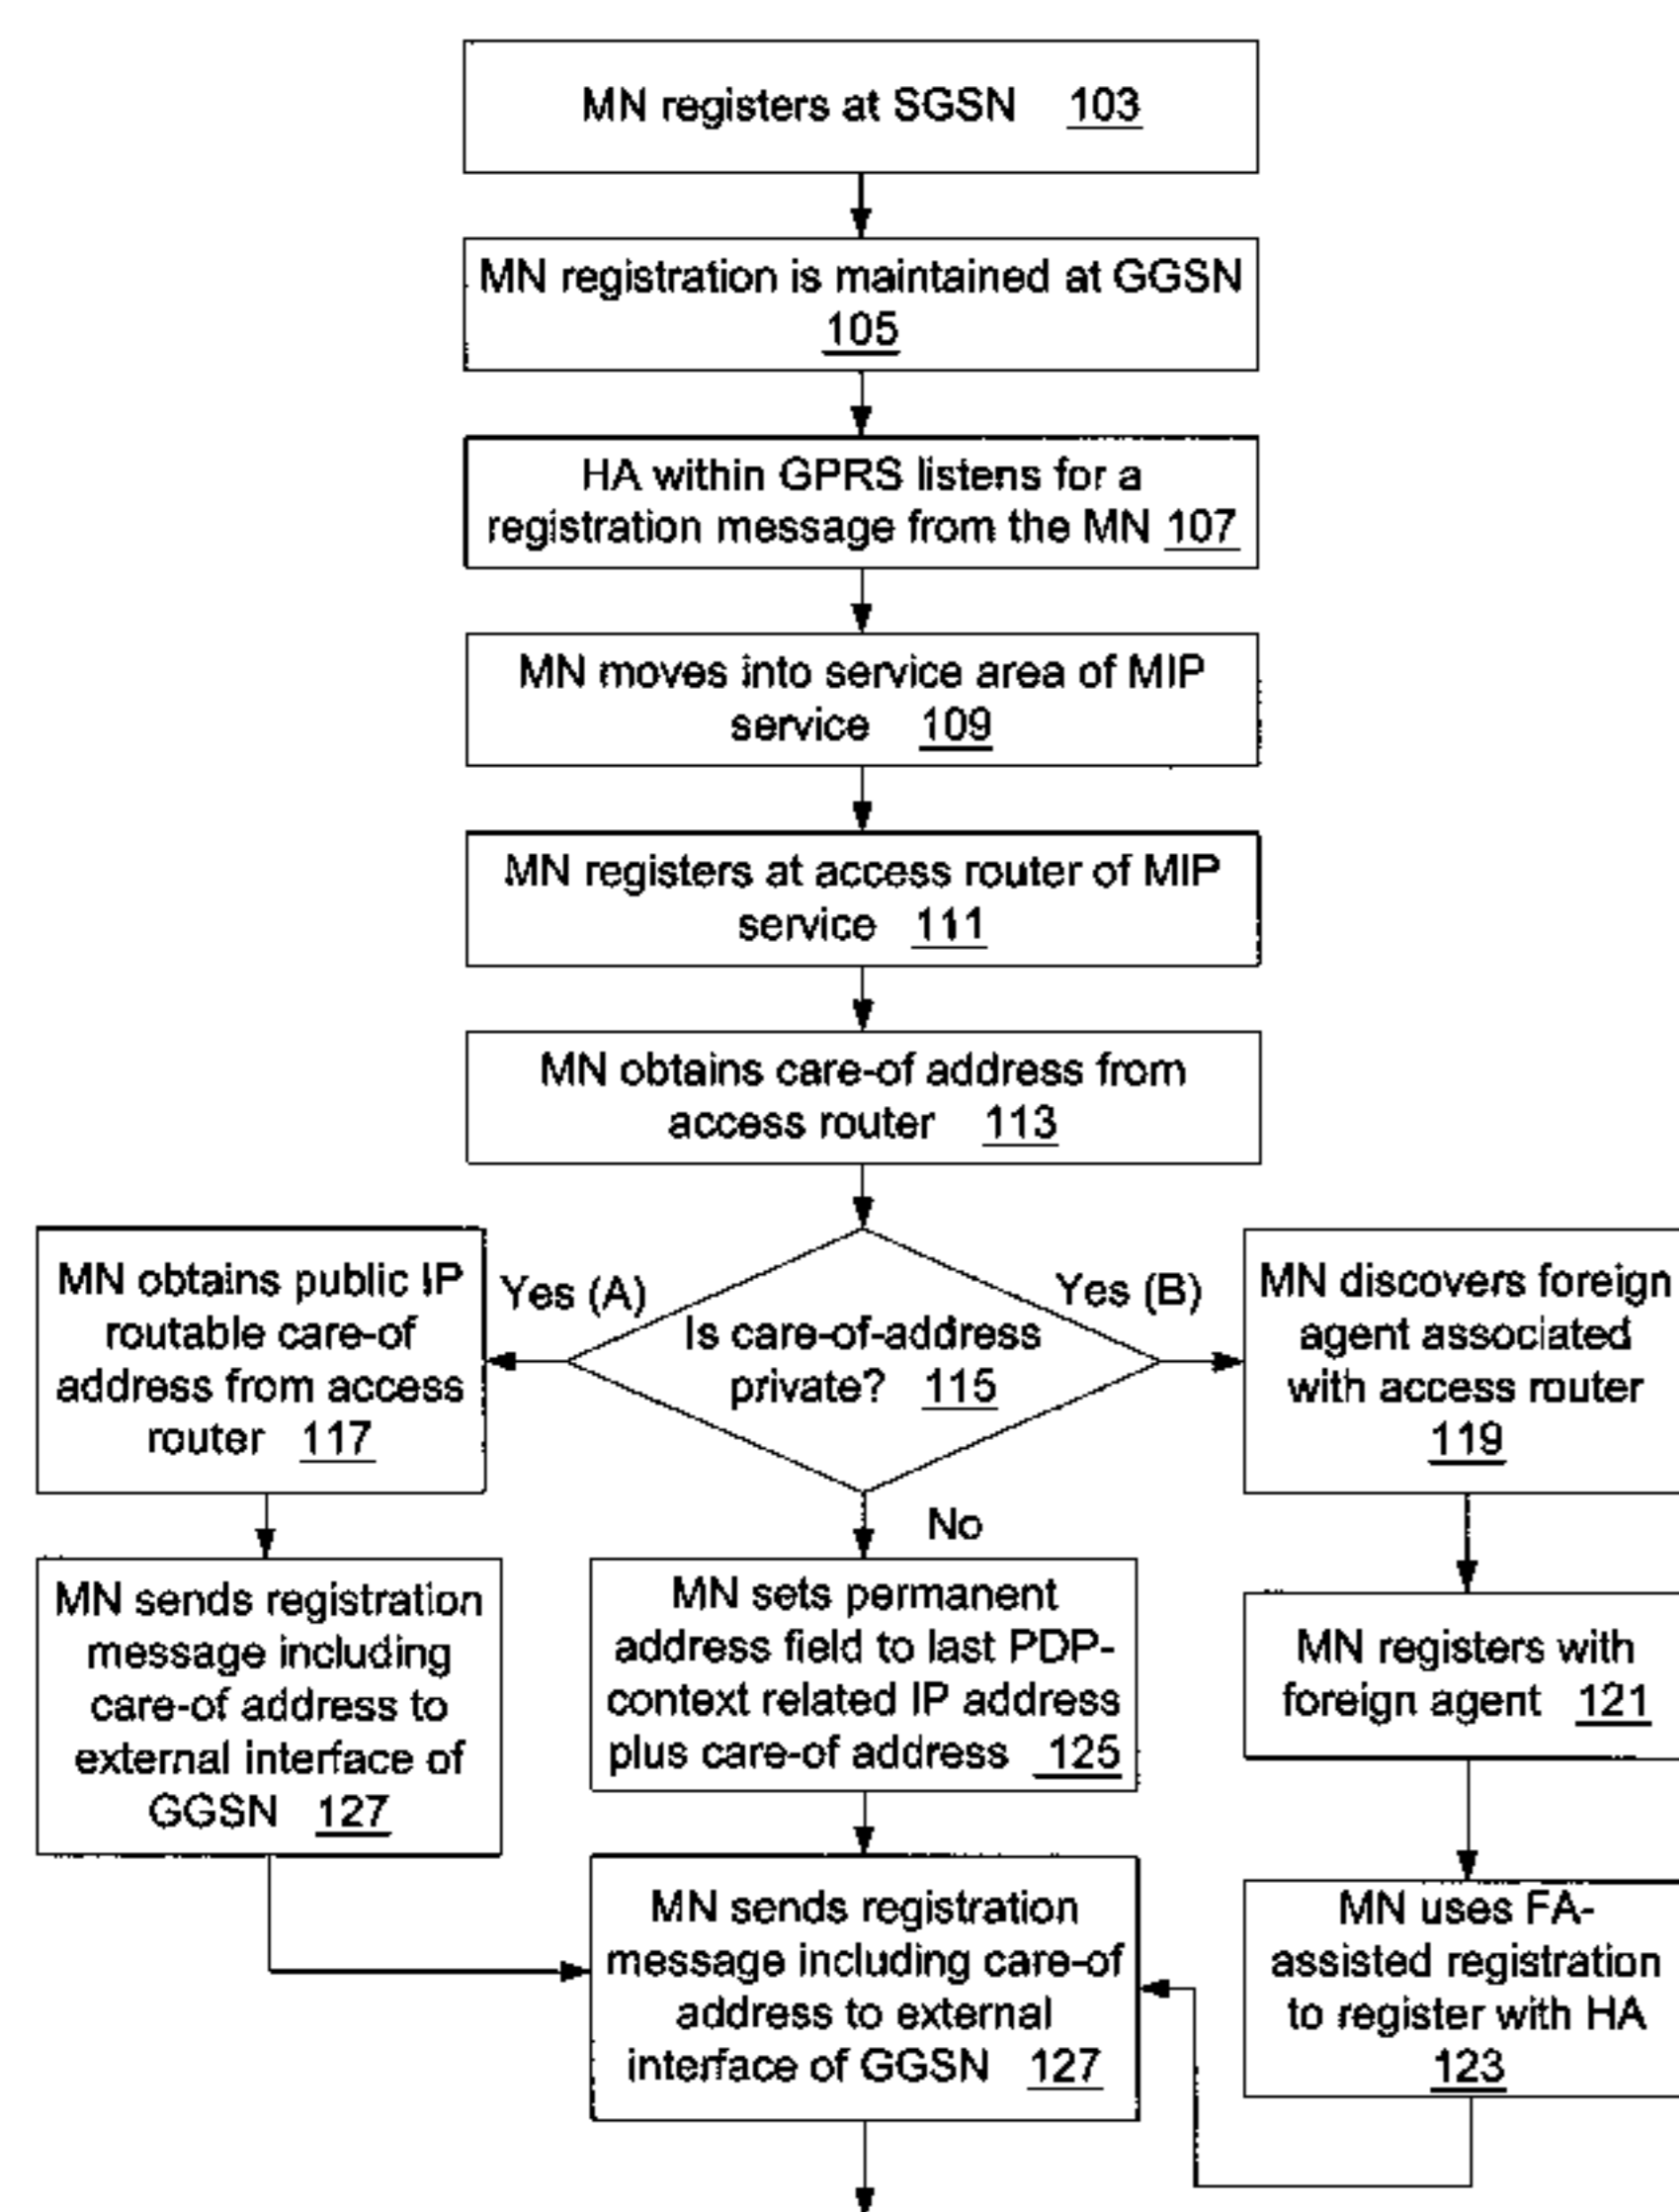 MN registers at SGSN 103
MN registration is maintained at GGSN
105
HA within GPRS listens for a
registration message from the MN 107
MN moves into service area of MIP
service 109
MN registers at access router of MIP
service 111
MN obtains care-of address from
access router 113
MN obtains public IP
routable care-of
address from access
router 117
Yes (A)
Is care-of-address
private? 115
Yes (B)
MN discovers foreign
agent associated
with access router
119
No
MN sends registration
message including
care-of address to
external interface of
GGSN 127
MN sets permanent
address field to last PDP-
context related IP address
plus care-of address 125
MN registers with
foreign agent 121
MN sends registration
message including care-of
address to external
interface of GGSN 127
MN uses FA-
assisted registration
to register with HA
123